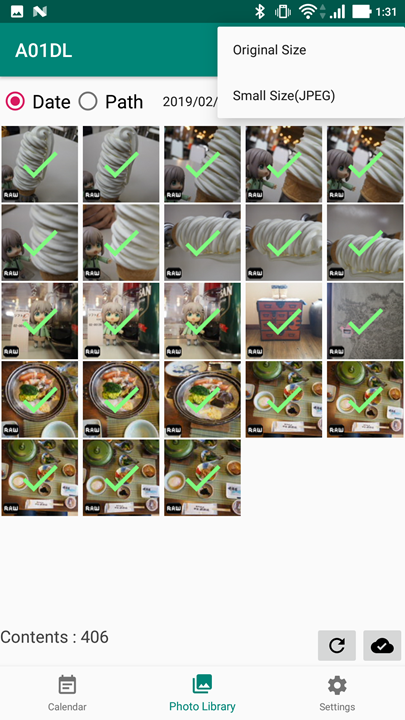 1:31
A01DL
Original Size
Small Size(JPEG)
Date
Path
2019/02/
RAW RAW RAW RAW RAW
RAW RAW RAW RAW RAW
RAW RAW RAW RAW RAW
RAW RAW RAW RAW RAW
RAW RAW RAW
Contents : 406
Calendar
Photo Library
Settings